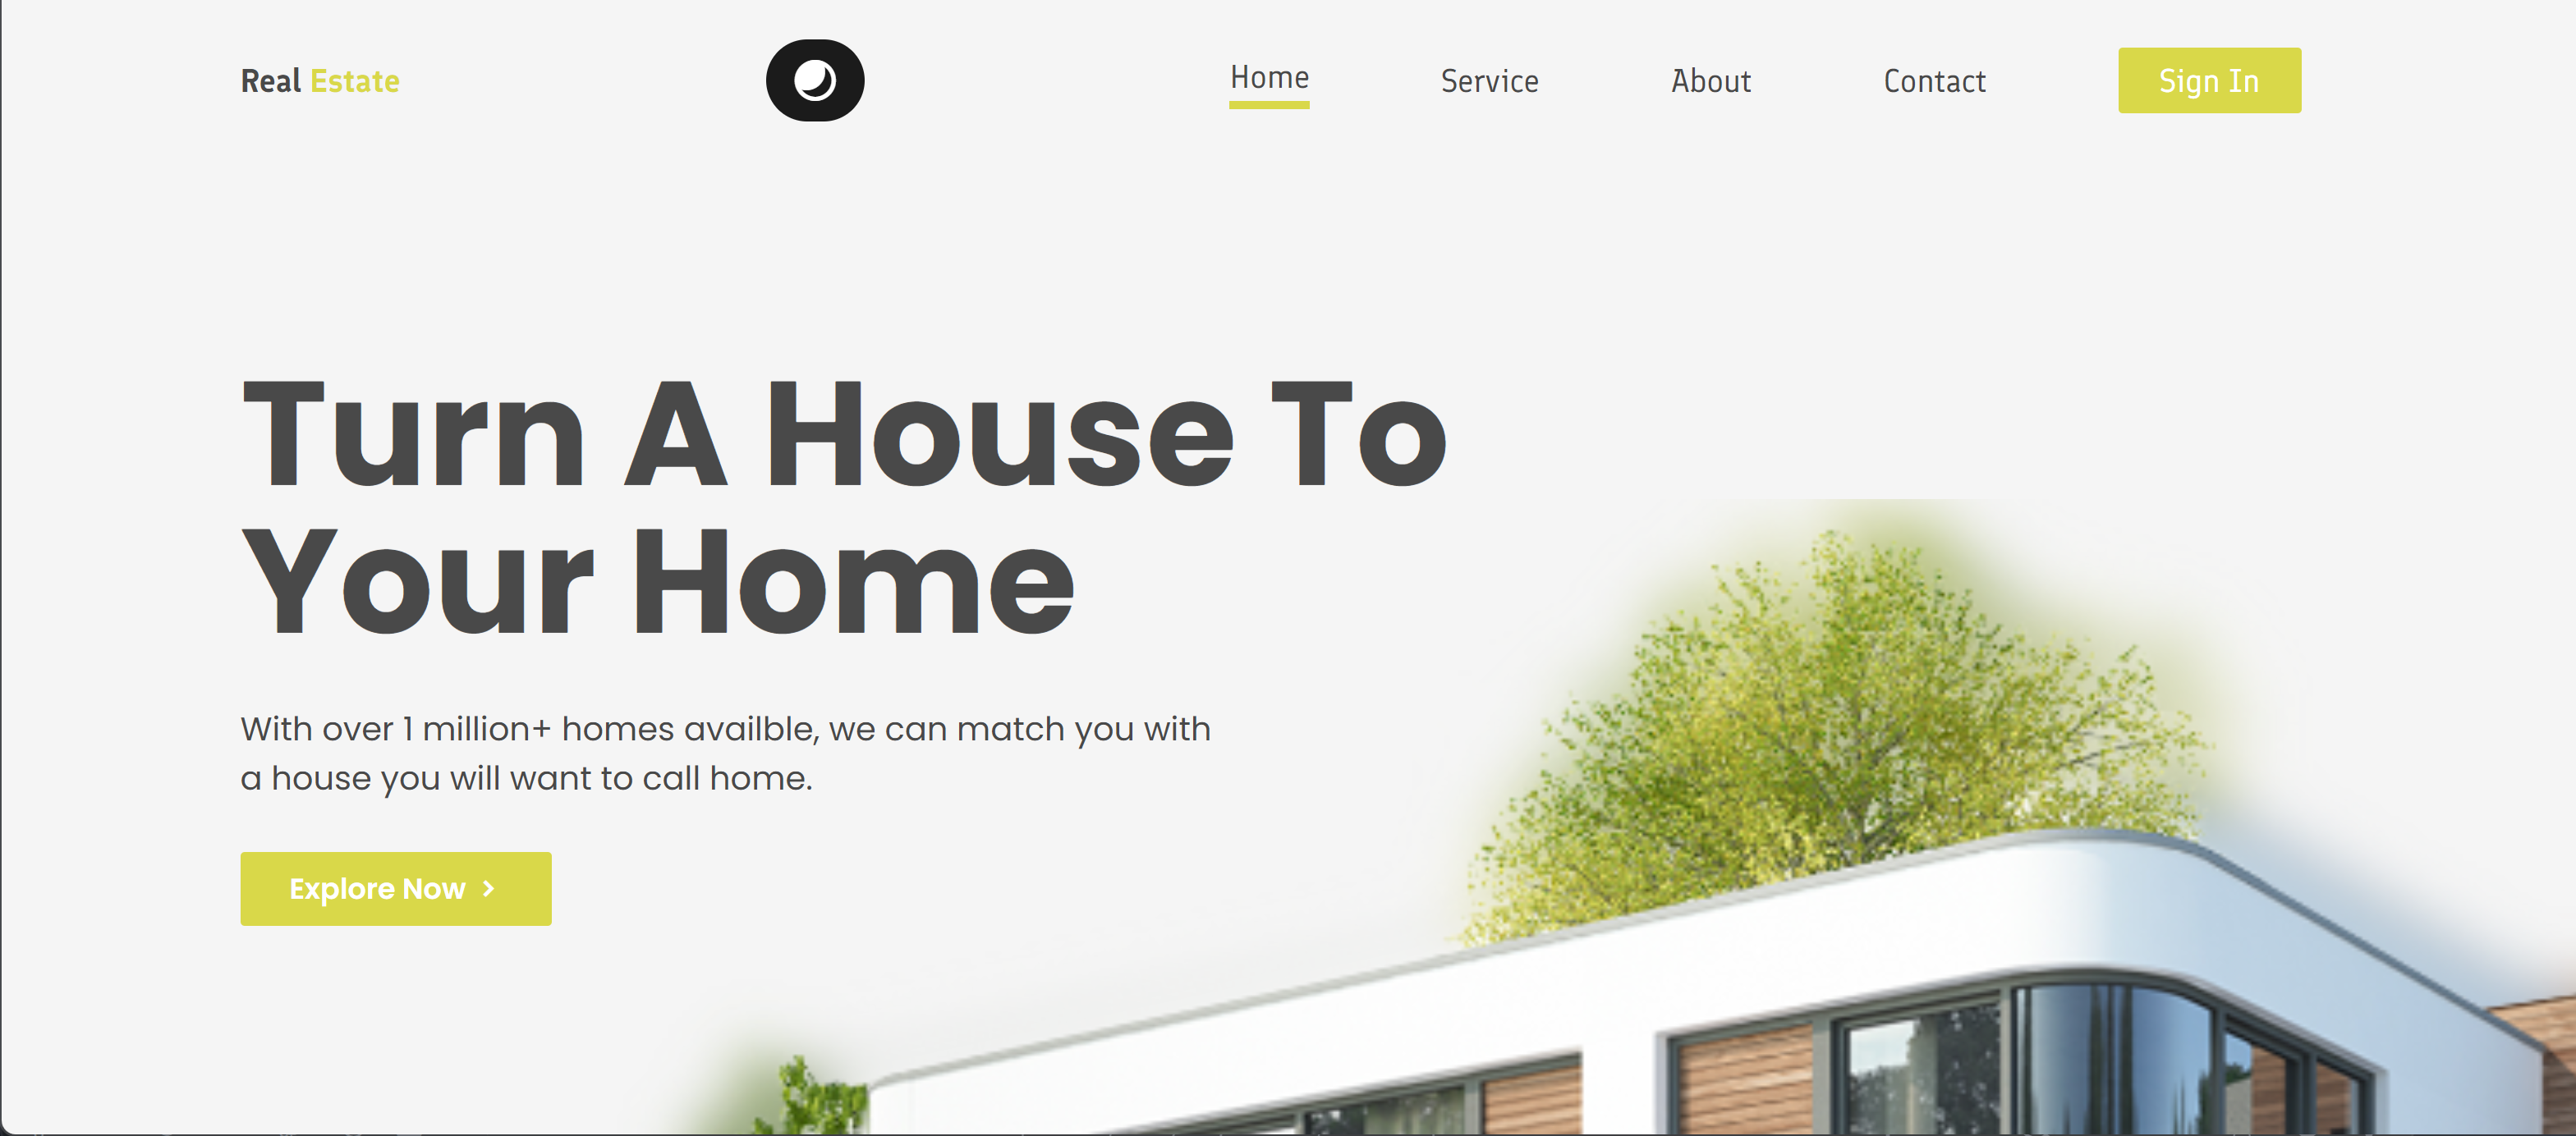 Real Estate
Home
Service
About
Contact
Sign In
Turn A House To
Your Home
With over 1 million+ homes availble, we can match you with
a house you will want to call home.
Explore Now